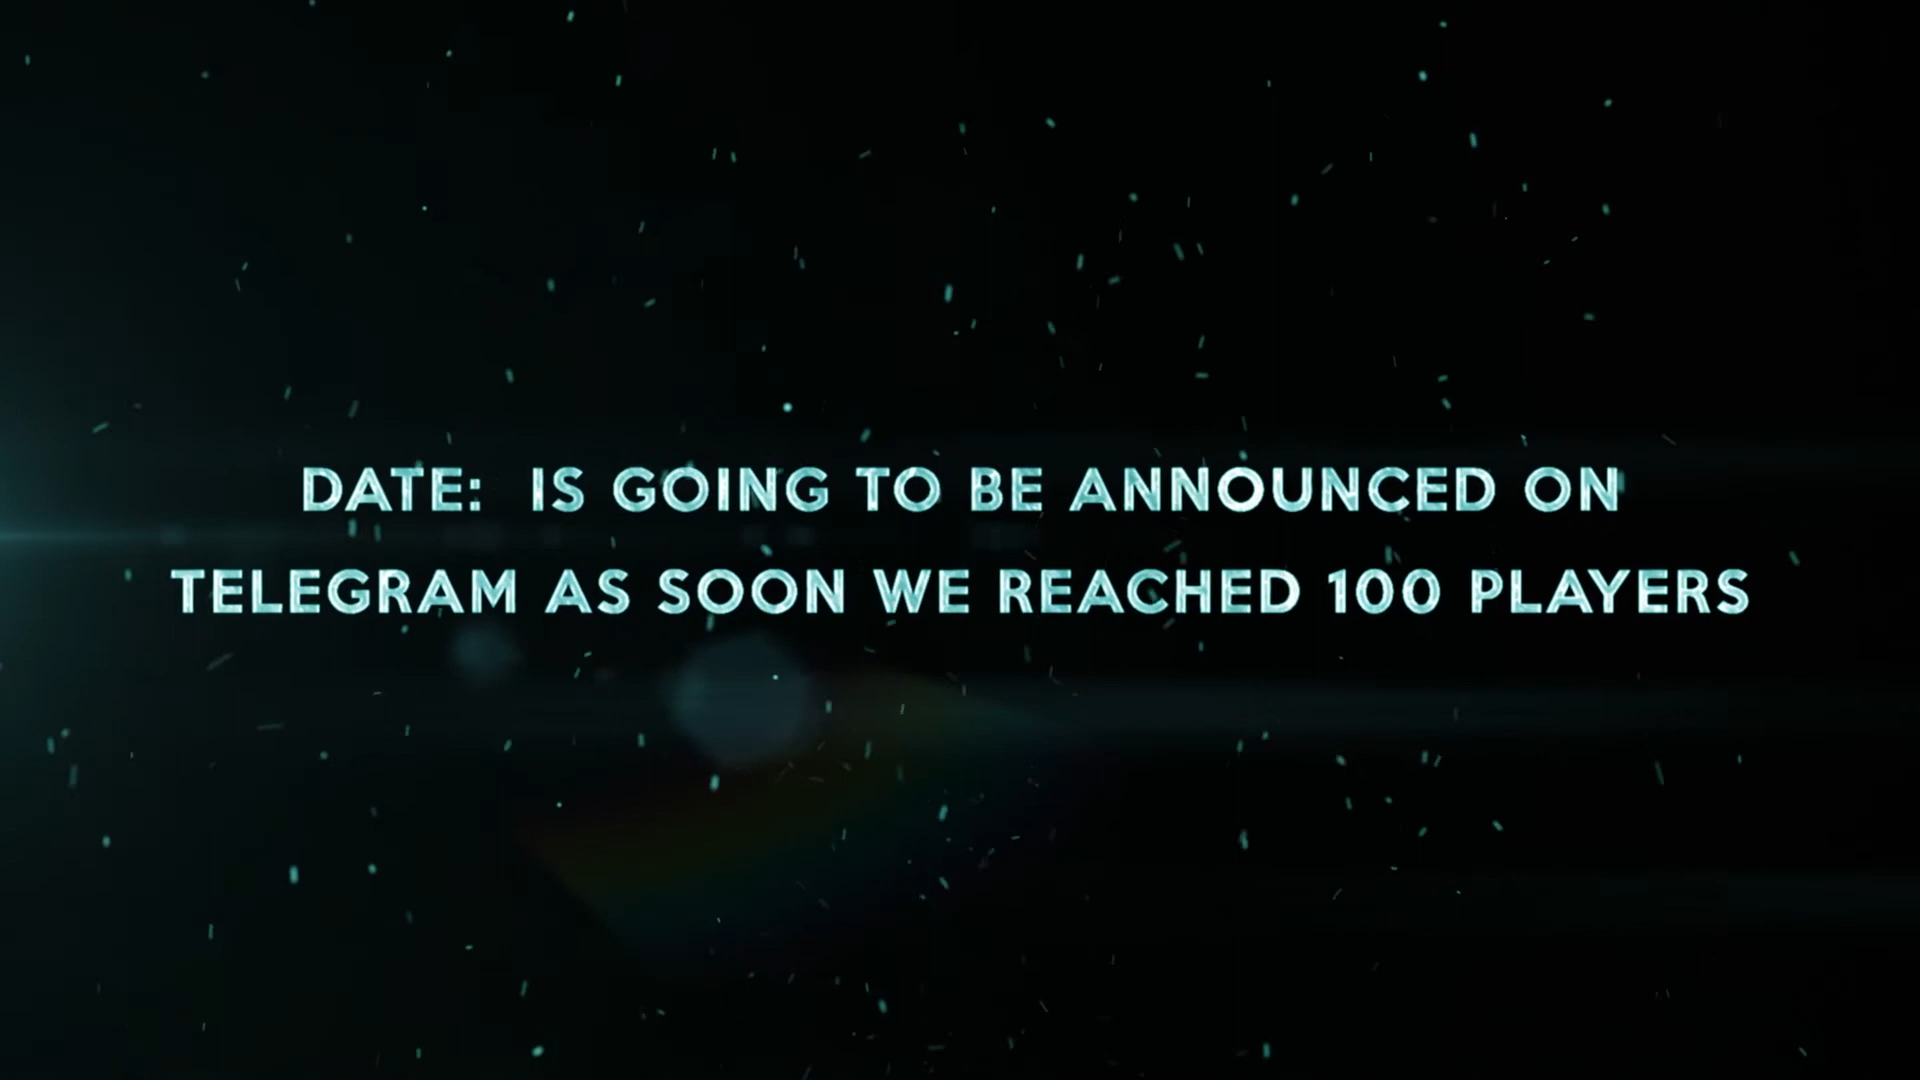 DATE:  IS GOING TO BE ANNOUNCED ON
TELEGRAM AS SOON WE REACHED 100 PLAYERS